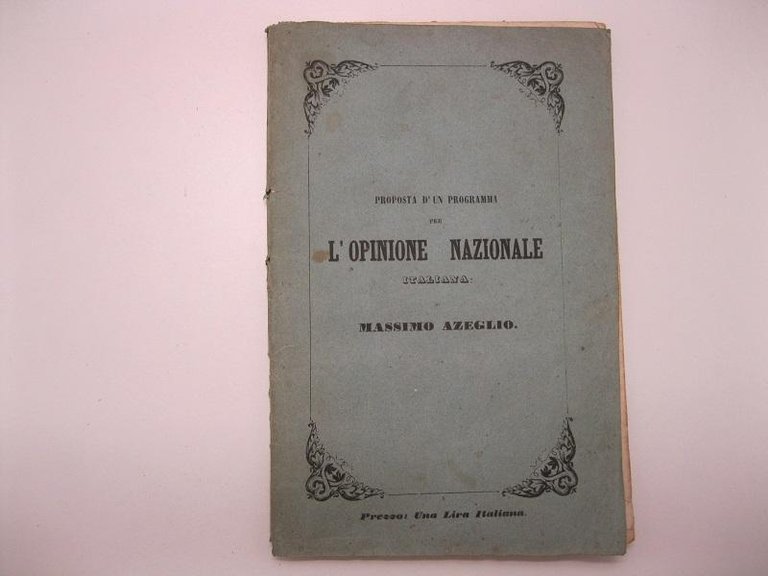 PROPOSTA D'UN PROGRAMMA
PER
L'OPINIONE NAZIONALE
ITALIANA.
MASSIMO AZEGLIO.
Prezzo: Una Lira Italiana.